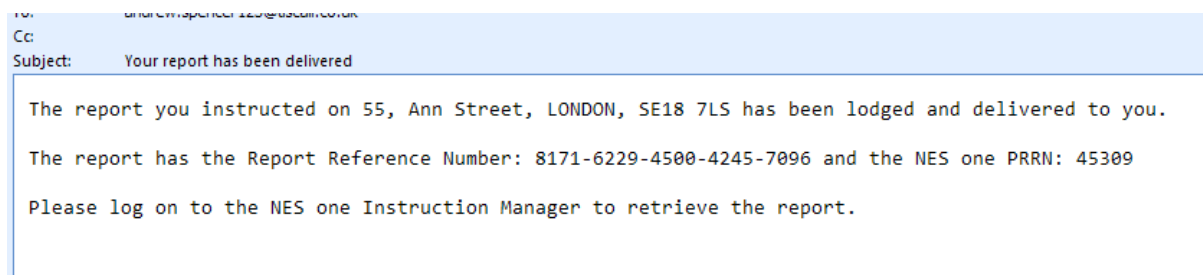 Cc:
Subject: Your report has been delivered
The report you instructed on 55, Ann Street, LONDON, SE18 7LS has been lodged and delivered to you.
The report has the Report Reference Number: 8171-6229-4500-4245-7096 and the NES one PRRN: 45309
Please log on to the NES one Instruction Manager to retrieve the report.